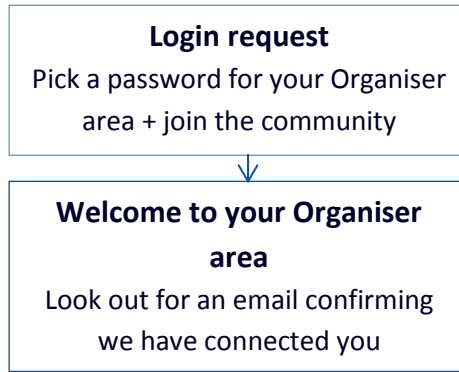 Login request
Pick a password for your Organiser
area + join the community
Welcome to your Organiser
area
Look out for an email confirming
we have connected you